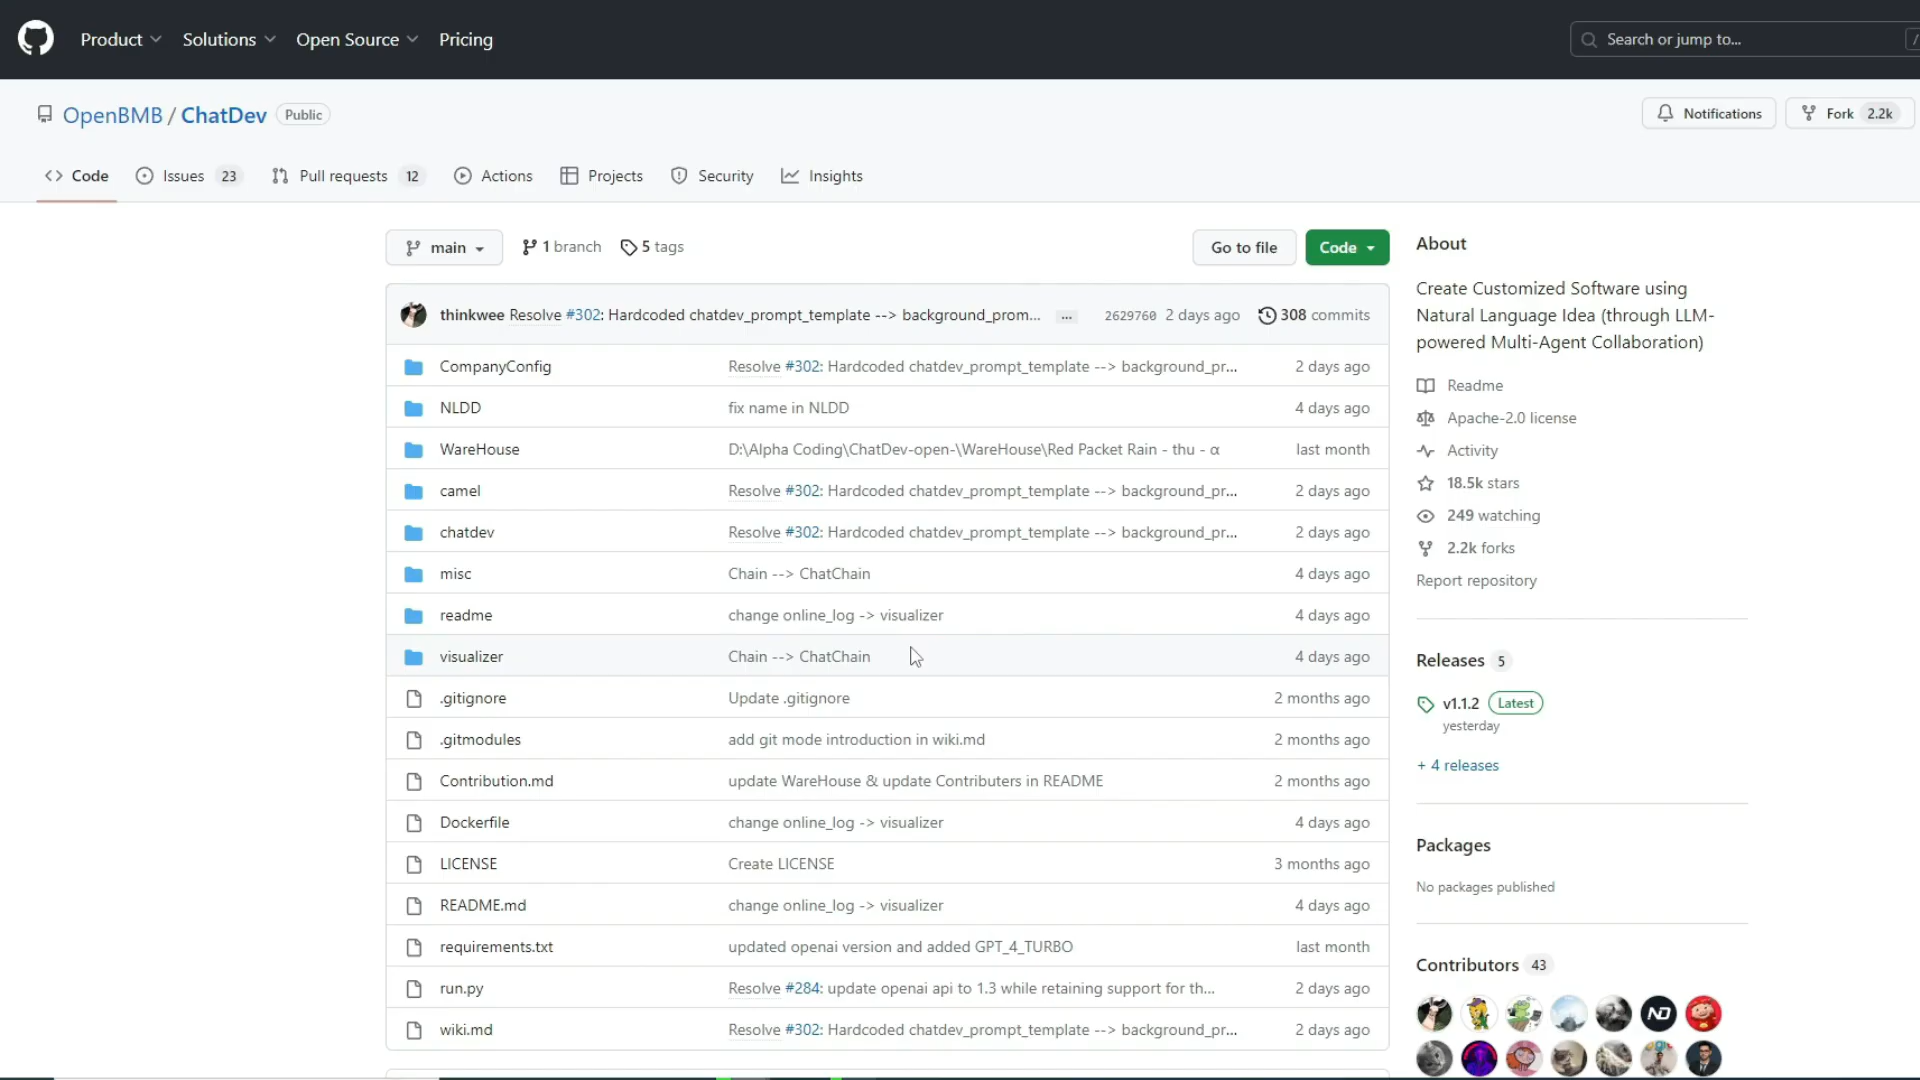 Product Solutions Open Source Pricing Search or jump to... /
OpenBMB / ChatDev Public Notifications Fork 2.2k
Code Issues 23 Pull requests 12 Actions Projects Security Insights
main 1 branch 5 tags Go to file Code
thinkwee Resolve #302: Hardcoded chatdev_prompt_template --> background_prom... ... 2629760 2 days ago 308 commits
CompanyConfig Resolve #302: Hardcoded chatdev_prompt_template --> background_pr... 2 days ago
NLDD fix name in NLDD 4 days ago
WareHouse D:\Alpha Coding\ChatDev-open-\WareHouse\Red Packet Rain - thu - α last month
camel Resolve #302: Hardcoded chatdev_prompt_template --> background_pr... 2 days ago
chatdev Resolve #302: Hardcoded chatdev_prompt_template --> background_pr... 2 days ago
misc Chain --> ChatChain 4 days ago
readme change online_log -> visualizer 4 days ago
visualizer Chain --> ChatChain 4 days ago
.gitignore Update .gitignore 2 months ago
.gitmodules add git mode introduction in wiki.md 2 months ago
Contribution.md update WareHouse & update Contributers in README 2 months ago
Dockerfile change online_log -> visualizer 4 days ago
LICENSE Create LICENSE 3 months ago
README.md change online_log -> visualizer 4 days ago
requirements.txt updated openai version and added GPT_4_TURBO last month
run.py Resolve #284: update openai api to 1.3 while retaining support for th... 2 days ago
wiki.md Resolve #302: Hardcoded chatdev_prompt_template --> background_pr... 2 days ago
About
Create Customized Software using
Natural Language Idea (through LLM-
powered Multi-Agent Collaboration)
Readme
Apache-2.0 license
Activity
18.5k stars
249 watching
2.2k forks
Report repository
Releases 5
v1.1.2 Latest
yesterday
+ 4 releases
Packages
No packages published
Contributors 43
ND